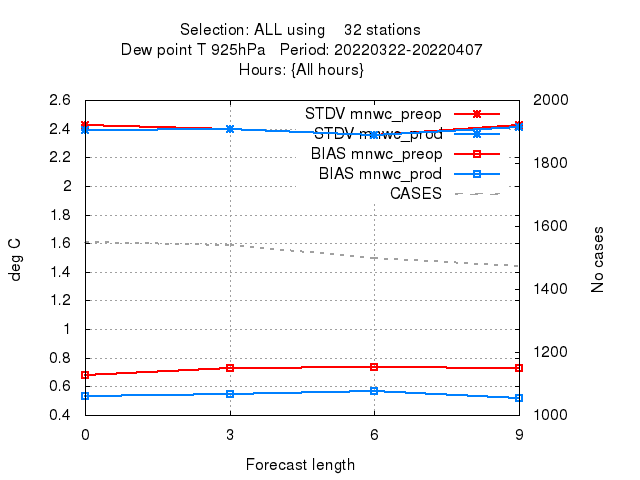 Selection: ALL using    32 stations
Dew point T 925hPa   Period: 20220322-20220407
Hours: {All hours}
2.6
2.4
2.2
2
1.8
1.6
1.4
1.2
1
0.8
0.6
0.4
2000
1800
1600
1400
1200
1000
STDV mnwc_preop
STDV mnwc_prod
BIAS mnwc_preop
BIAS mnwc_prod
CASES
deg C
No cases
0 3 6 9
Forecast length